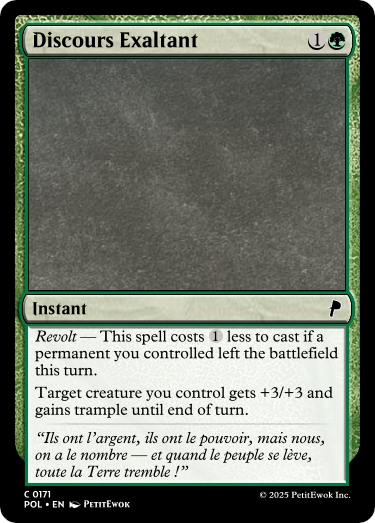 Discours Exaltant 1
Instant
Revolt — This spell costs 1 less to cast if a
permanent you controlled left the battlefield
this turn.
Target creature you control gets +3/+3 and
gains trample until end of turn.
“Ils ont l’argent, ils ont le pouvoir, mais nous,
on a le nombre — et quand le peuple se lève,
toute la Terre tremble !”
C 0171
POL • EN PetitEwok
© 2025 PetitEwok Inc.